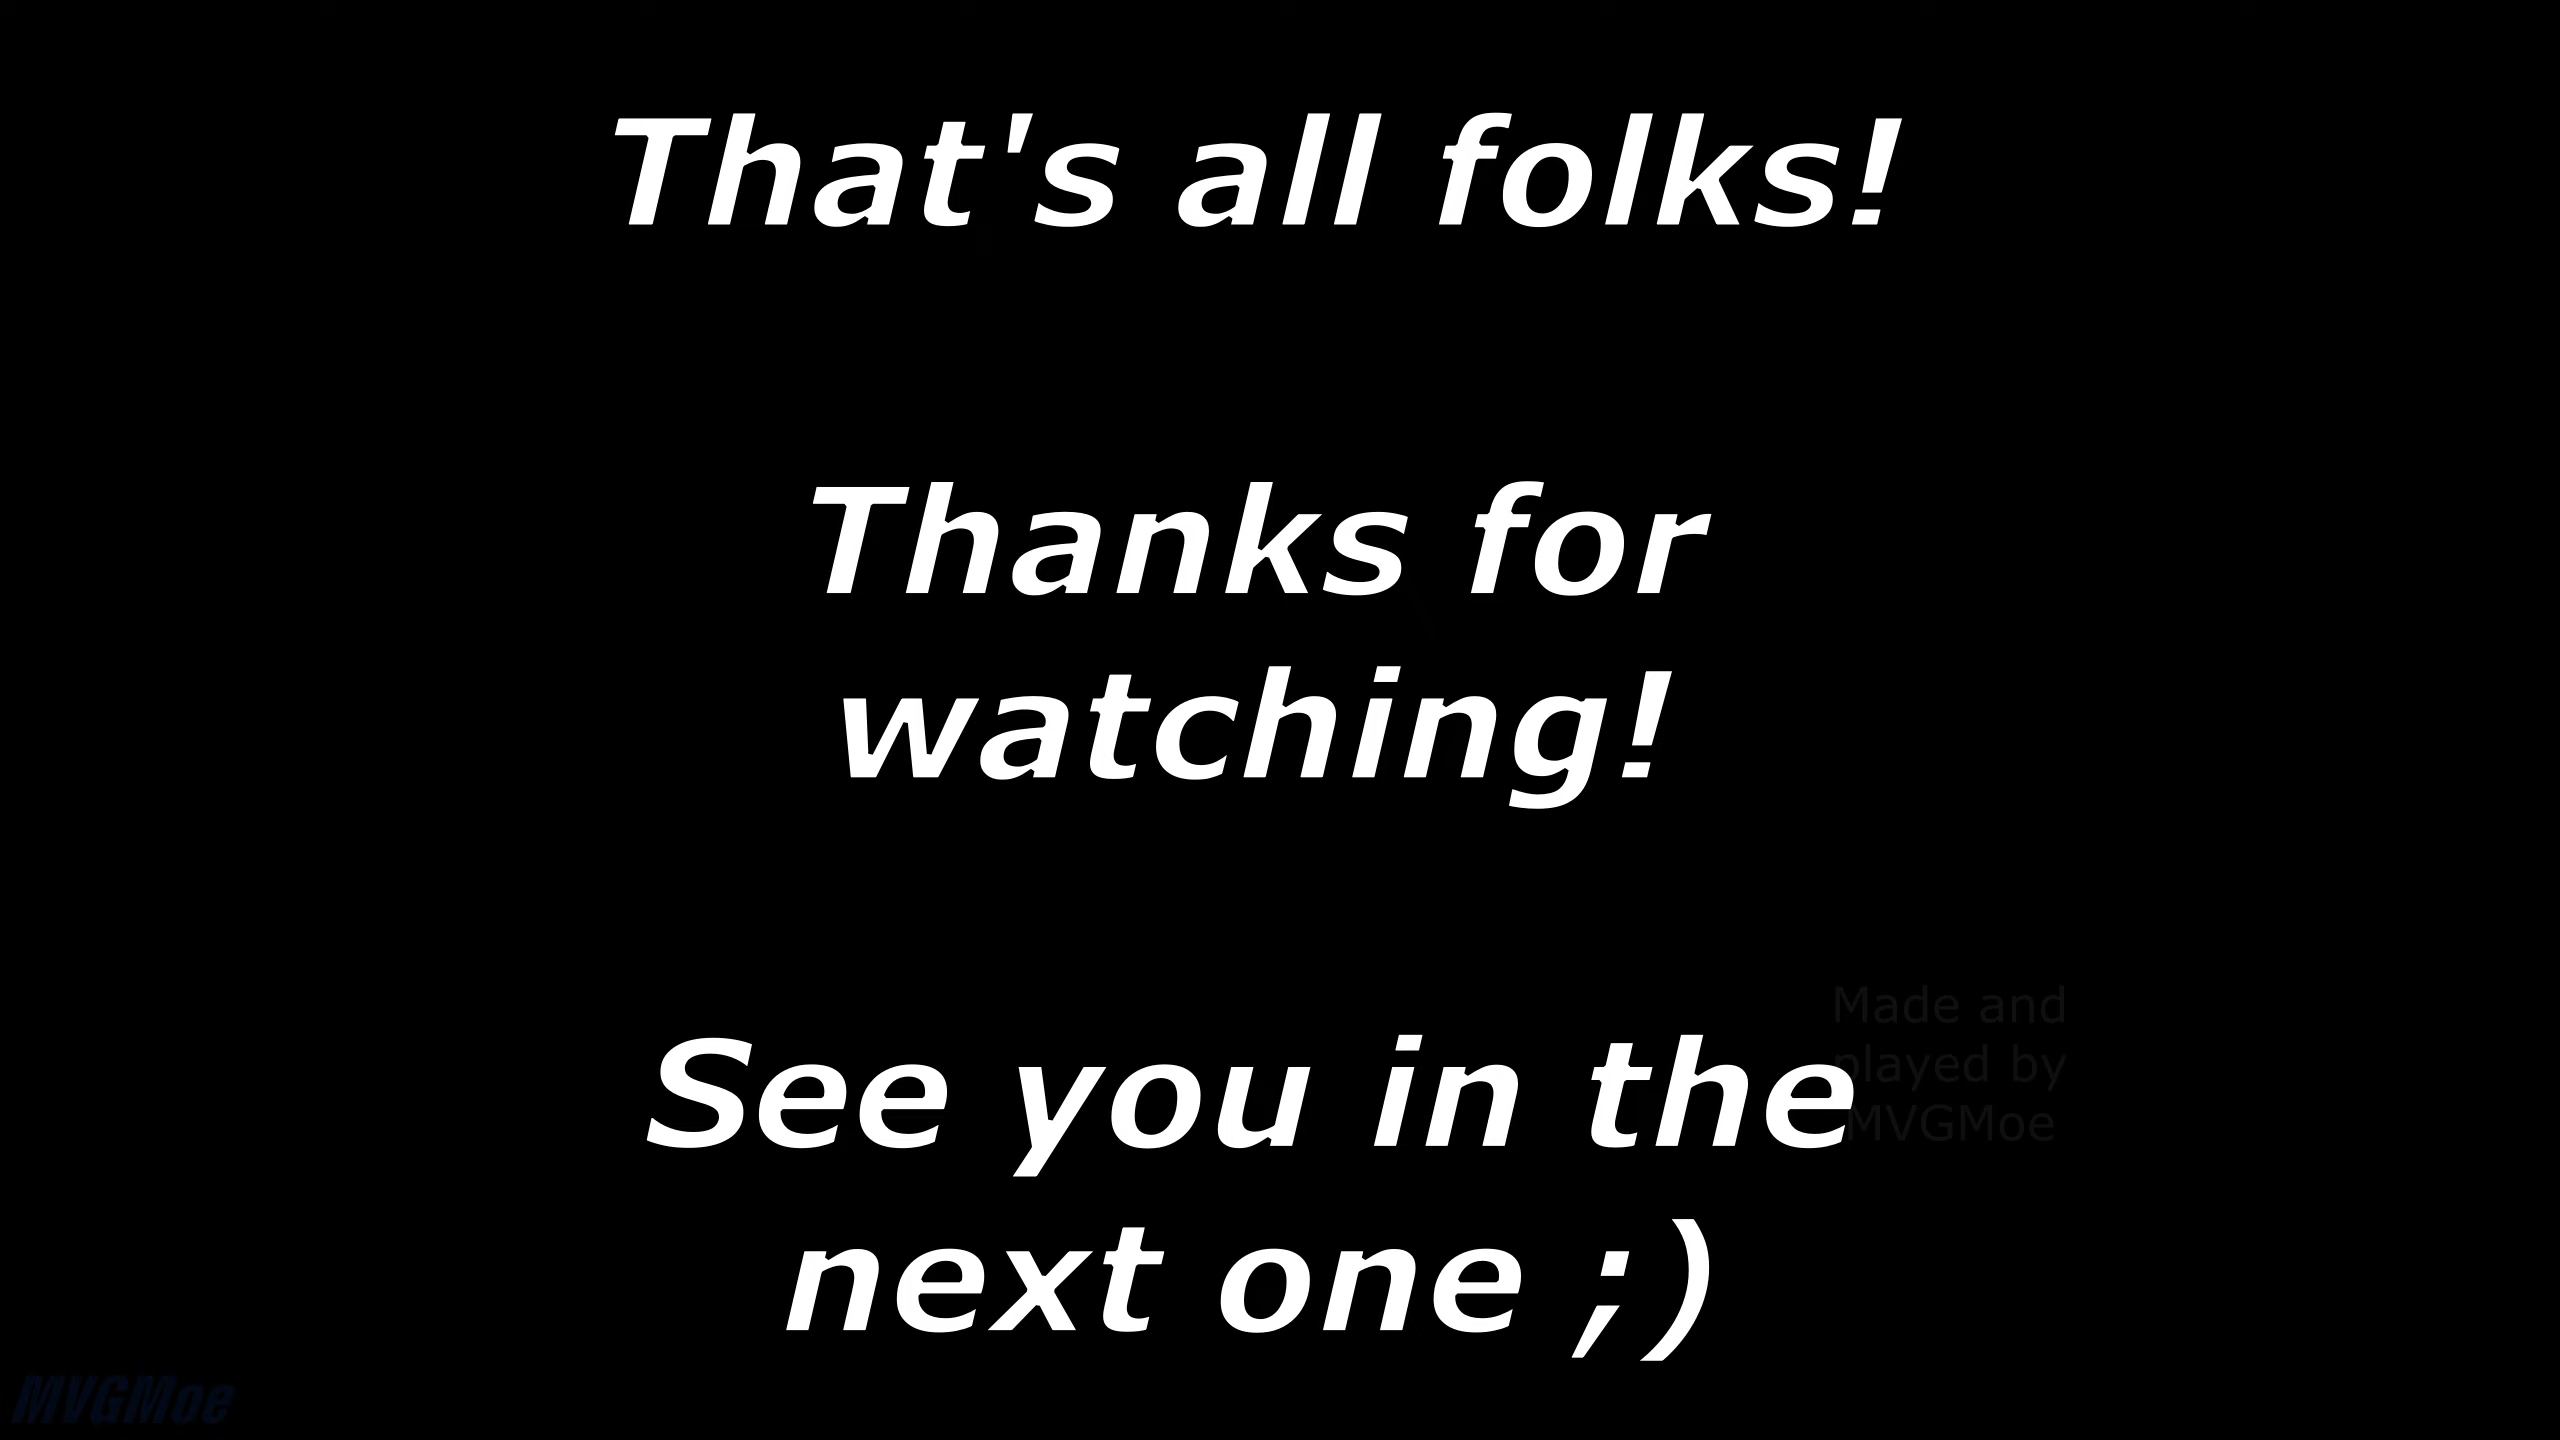 That's all folks!
Thanks for
watching!
See you in the
next one ;)
Made and
played by
MVGMoe
MVGMoe